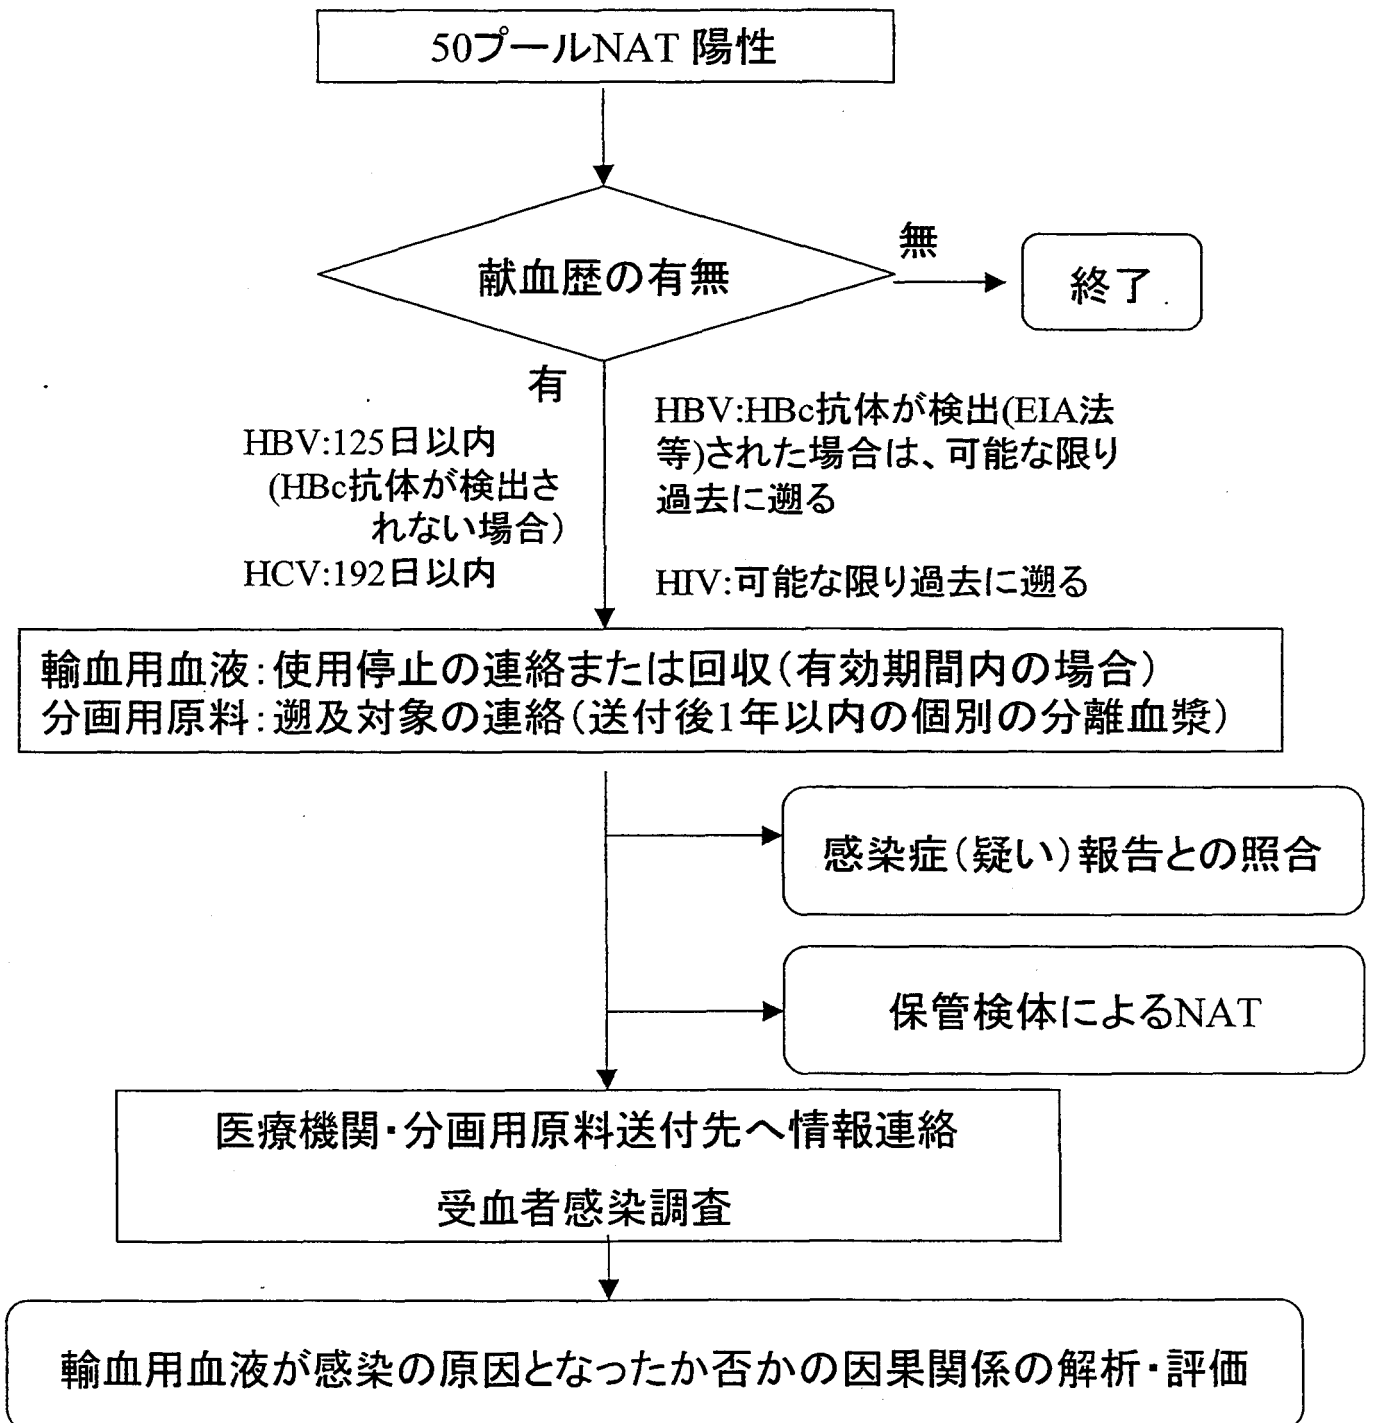 50プールNAT 陽性
献血歴の有無
無
終了
有
HBV:125日以内
(HBc抗体が検出さ
れない場合)
HCV:192日以内
HBV:HBc抗体が検出(EIA法
等)された場合は、可能な限り
過去に遡る
HIV:可能な限り過去に遡る
輸血用血液:使用停止の連絡または回収(有効期間内の場合)
分画用原料:遡及対象の連絡(送付後1年以内の個別の分離血漿)
感染症(疑い)報告との照合
保管検体によるNAT
医療機関・分画用原料送付先へ情報連絡
受血者感染調査
輸血用血液が感染の原因となったか否かの因果関係の解析・評価